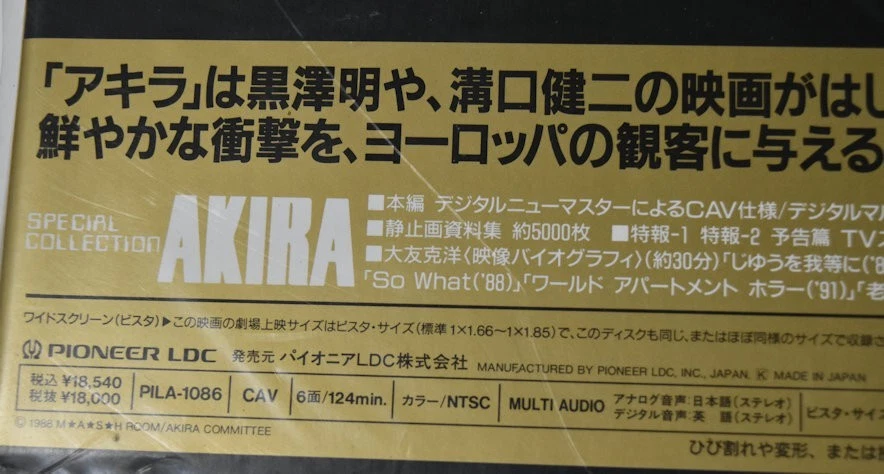 「アキラ」は黒澤明や、溝口健二の映画がはじ
鮮やかな衝撃を、ヨーロッパの観客に与える
SPECIAL
COLLECTION
AKIRA
■本編 デジタルニューマスターによるCAV仕様/デジタルマル
■静止画資料集 約5000枚 ■特報-1 特報-2 予告篇 TVス
■大友克洋〈映像バイオグラフィ〉(約30分)「じゆうを我等に('8
「So What('88)」「ワールド アパートメント ホラー('91)」「老
ワイドスクリーン(ビスタ)▶この映画の劇場上映サイズはビスタ・サイズ(標準1×1.66〜1×1.85)で、このディスクも同じ、またはほぼ同様のサイズで収録さ
PIONEER LDC 発売元 パイオニアLDC株式会社 MANUFACTURED BY PIONEER LDC, INC., JAPAN. K MADE IN JAPAN
税込 ¥18,540
税抜 ¥18,000
PILA-1086 CAV 6面/124min. カラー/NTSC MULTI AUDIO
アナログ音声:日本語(ステレオ)
デジタル音声:英 語(ステレオ)
ビスタ・サイズ
© 1988 M★A★S★H ROOM/AKIRA COMMITTEE
ひび割れや変形、または